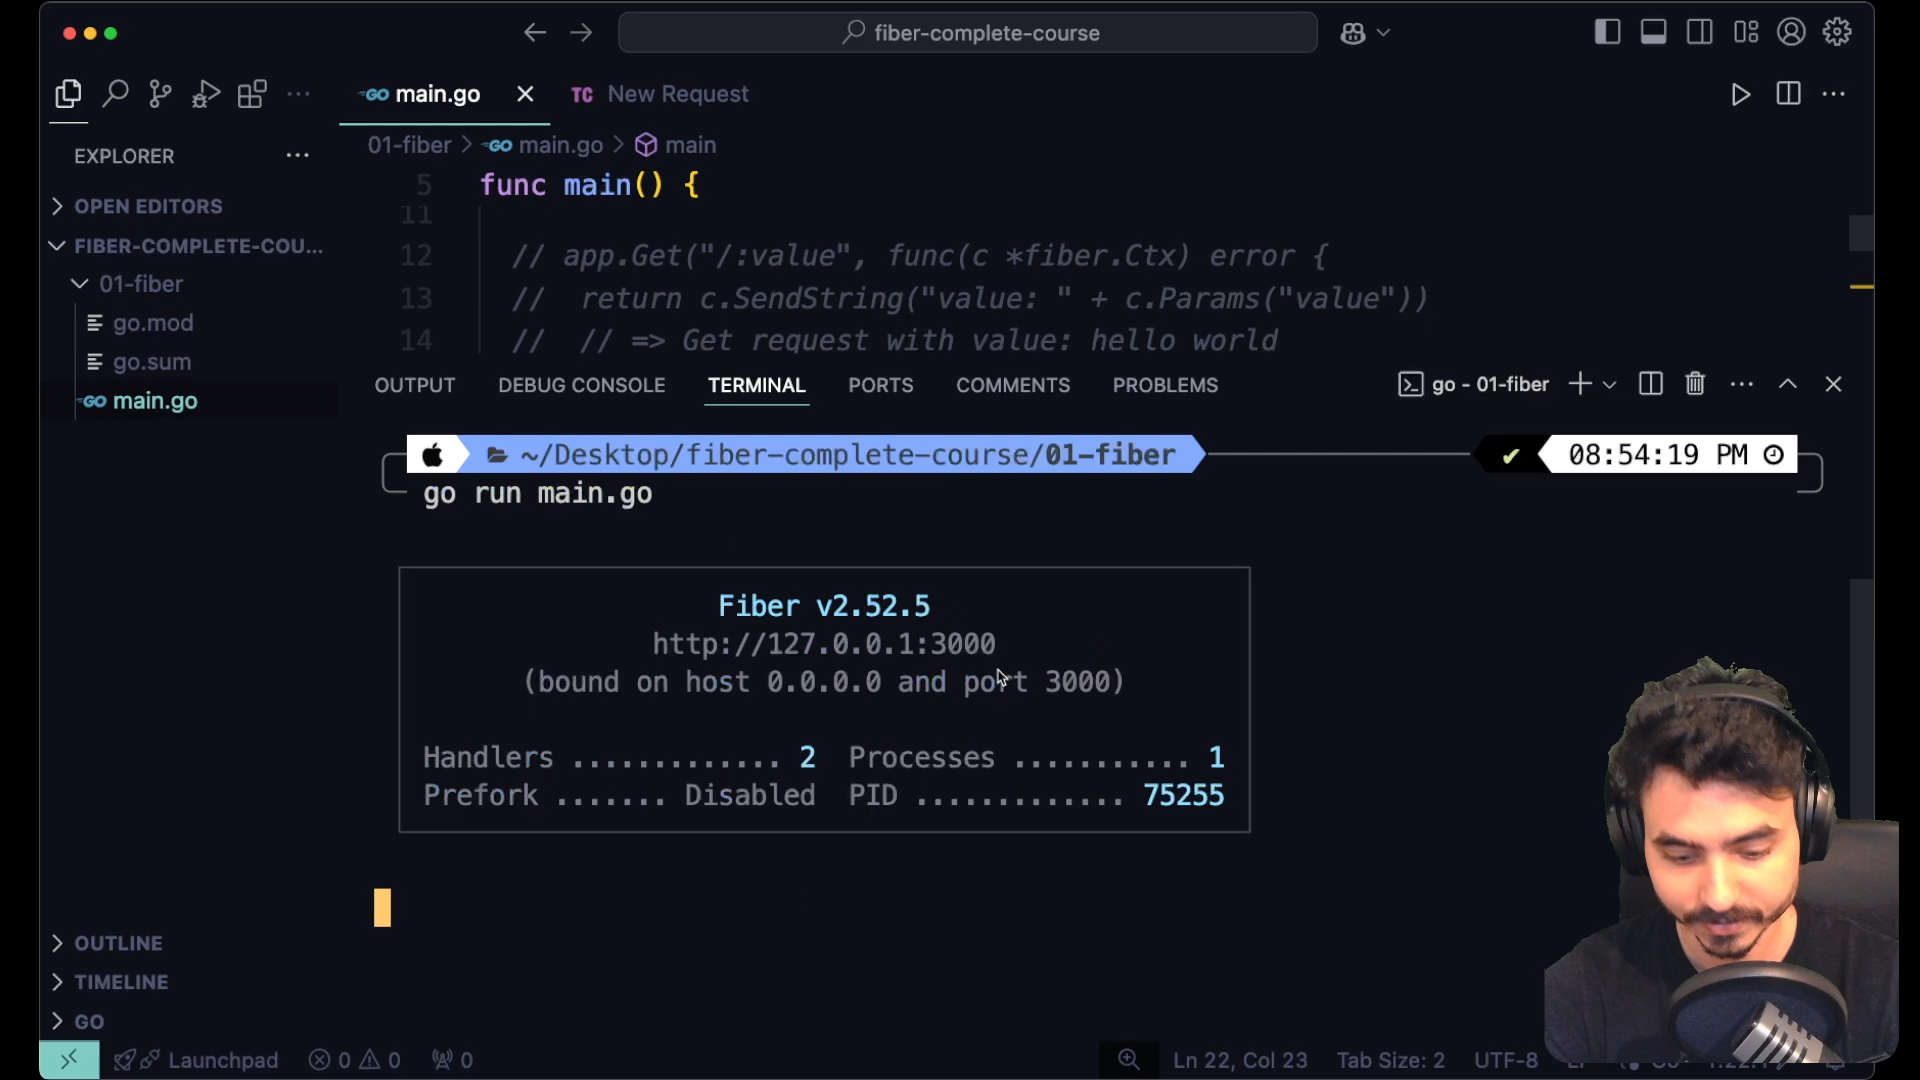 fiber-complete-course
GO main.go
TC New Request
EXPLORER
01-fiber > GO main.go > main
OPEN EDITORS
FIBER-COMPLETE-COU...
01-fiber
go.mod
go.sum
GO main.go
OUTLINE
TIMELINE
GO
5 func main() {
11
12 // app.Get("/:value", func(c *fiber.Ctx) error {
13 //  return c.SendString("value: " + c.Params("value"))
14 //  // => Get request with value: hello world
OUTPUT DEBUG CONSOLE TERMINAL PORTS COMMENTS PROBLEMS go - 01-fiber
~/Desktop/fiber-complete-course/01-fiber 08:54:19 PM
go run main.go
Fiber v2.52.5
http://127.0.0.1:3000
(bound on host 0.0.0.0 and port 3000)
Handlers ............. 2 Processes ........... 1
Prefork ....... Disabled PID ............. 75255
Launchpad 0 0 0 Ln 22, Col 23 Tab Size: 2 UTF-8